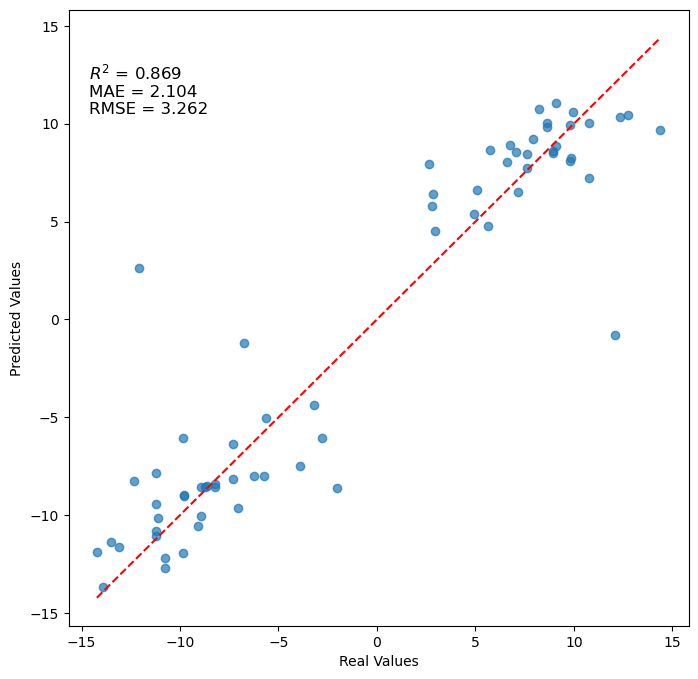 R² = 0.869
MAE = 2.104
RMSE = 3.262
15
10
5
0
−5
−10
−15
Predicted Values
−15 −10 −5 0 5 10 15
Real Values